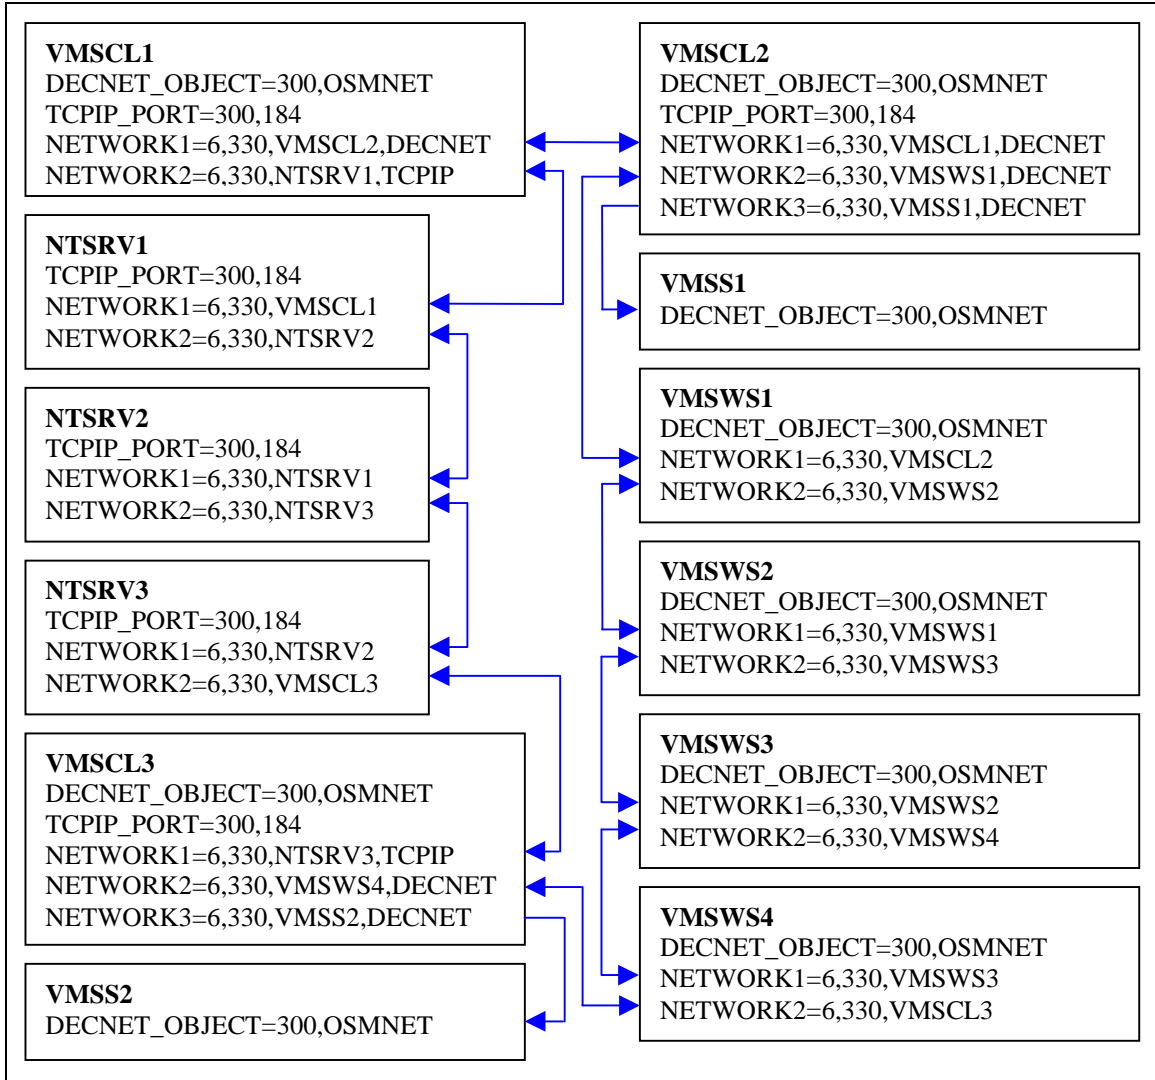 VMSCL1
DECNET_OBJECT=300,OSMNET
TCPIP_PORT=300,184
NETWORK1=6,330,VMSCL2,DECNET
NETWORK2=6,330,NTSRV1,TCPIP
NTSRV1
TCPIP_PORT=300,184
NETWORK1=6,330,VMSCL1
NETWORK2=6,330,NTSRV2
NTSRV2
TCPIP_PORT=300,184
NETWORK1=6,330,NTSRV1
NETWORK2=6,330,NTSRV3
NTSRV3
TCPIP_PORT=300,184
NETWORK1=6,330,NTSRV2
NETWORK2=6,330,VMSCL3
VMSCL3
DECNET_OBJECT=300,OSMNET
TCPIP_PORT=300,184
NETWORK1=6,330,NTSRV3,TCPIP
NETWORK2=6,330,VMSWS4,DECNET
NETWORK3=6,330,VMSS2,DECNET
VMSS2
DECNET_OBJECT=300,OSMNET
VMSCL2
DECNET_OBJECT=300,OSMNET
TCPIP_PORT=300,184
NETWORK1=6,330,VMSCL1,DECNET
NETWORK2=6,330,VMSWS1,DECNET
NETWORK3=6,330,VMSS1,DECNET
VMSS1
DECNET_OBJECT=300,OSMNET
VMSWS1
DECNET_OBJECT=300,OSMNET
NETWORK1=6,330,VMSCL2
NETWORK2=6,330,VMSWS2
VMSWS2
DECNET_OBJECT=300,OSMNET
NETWORK1=6,330,VMSWS1
NETWORK2=6,330,VMSWS3
VMSWS3
DECNET_OBJECT=300,OSMNET
NETWORK1=6,330,VMSWS2
NETWORK2=6,330,VMSWS4
VMSWS4
DECNET_OBJECT=300,OSMNET
NETWORK1=6,330,VMSWS3
NETWORK2=6,330,VMSCL3